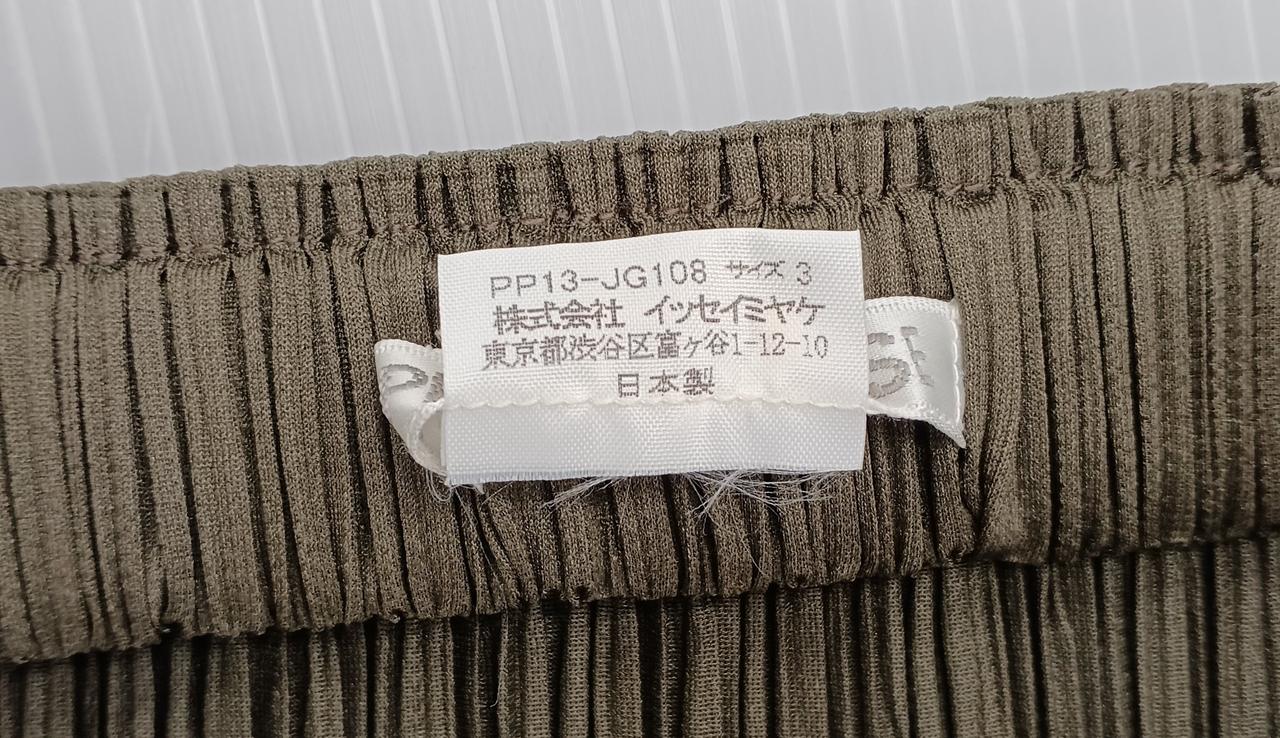 PP13-JG108 サイズ 3
株式会社 イッセイミヤケ
東京都渋谷区富ヶ谷1-12-10
日本製